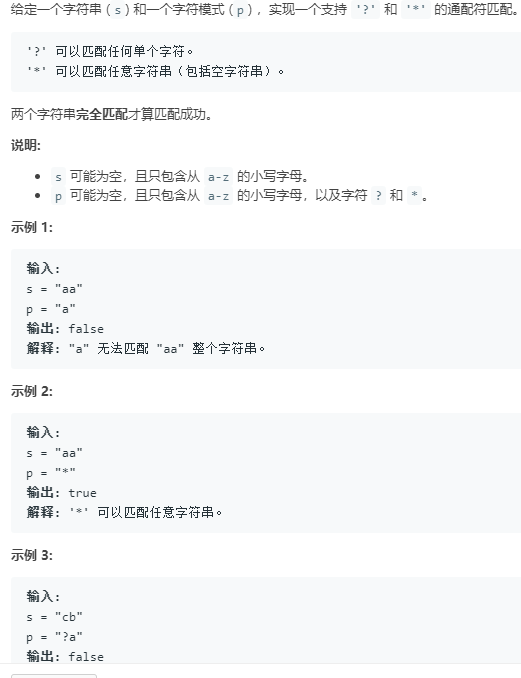 给定一个字符串 (s) 和一个字符模式 (p) ，实现一个支持 '?' 和 '*' 的通配符匹配。
'?' 可以匹配任何单个字符。
'*' 可以匹配任意字符串（包括空字符串）。
两个字符串完全匹配才算匹配成功。
说明:
s 可能为空，且只包含从 a-z 的小写字母。
p 可能为空，且只包含从 a-z 的小写字母，以及字符 ? 和 *。
示例 1:
输入:
s = "aa"
p = "a"
输出: false
解释: "a" 无法匹配 "aa" 整个字符串。
示例 2:
输入:
s = "aa"
p = "*"
输出: true
解释: '*' 可以匹配任意字符串。
示例 3:
输入:
s = "cb"
p = "?a"
输出: false